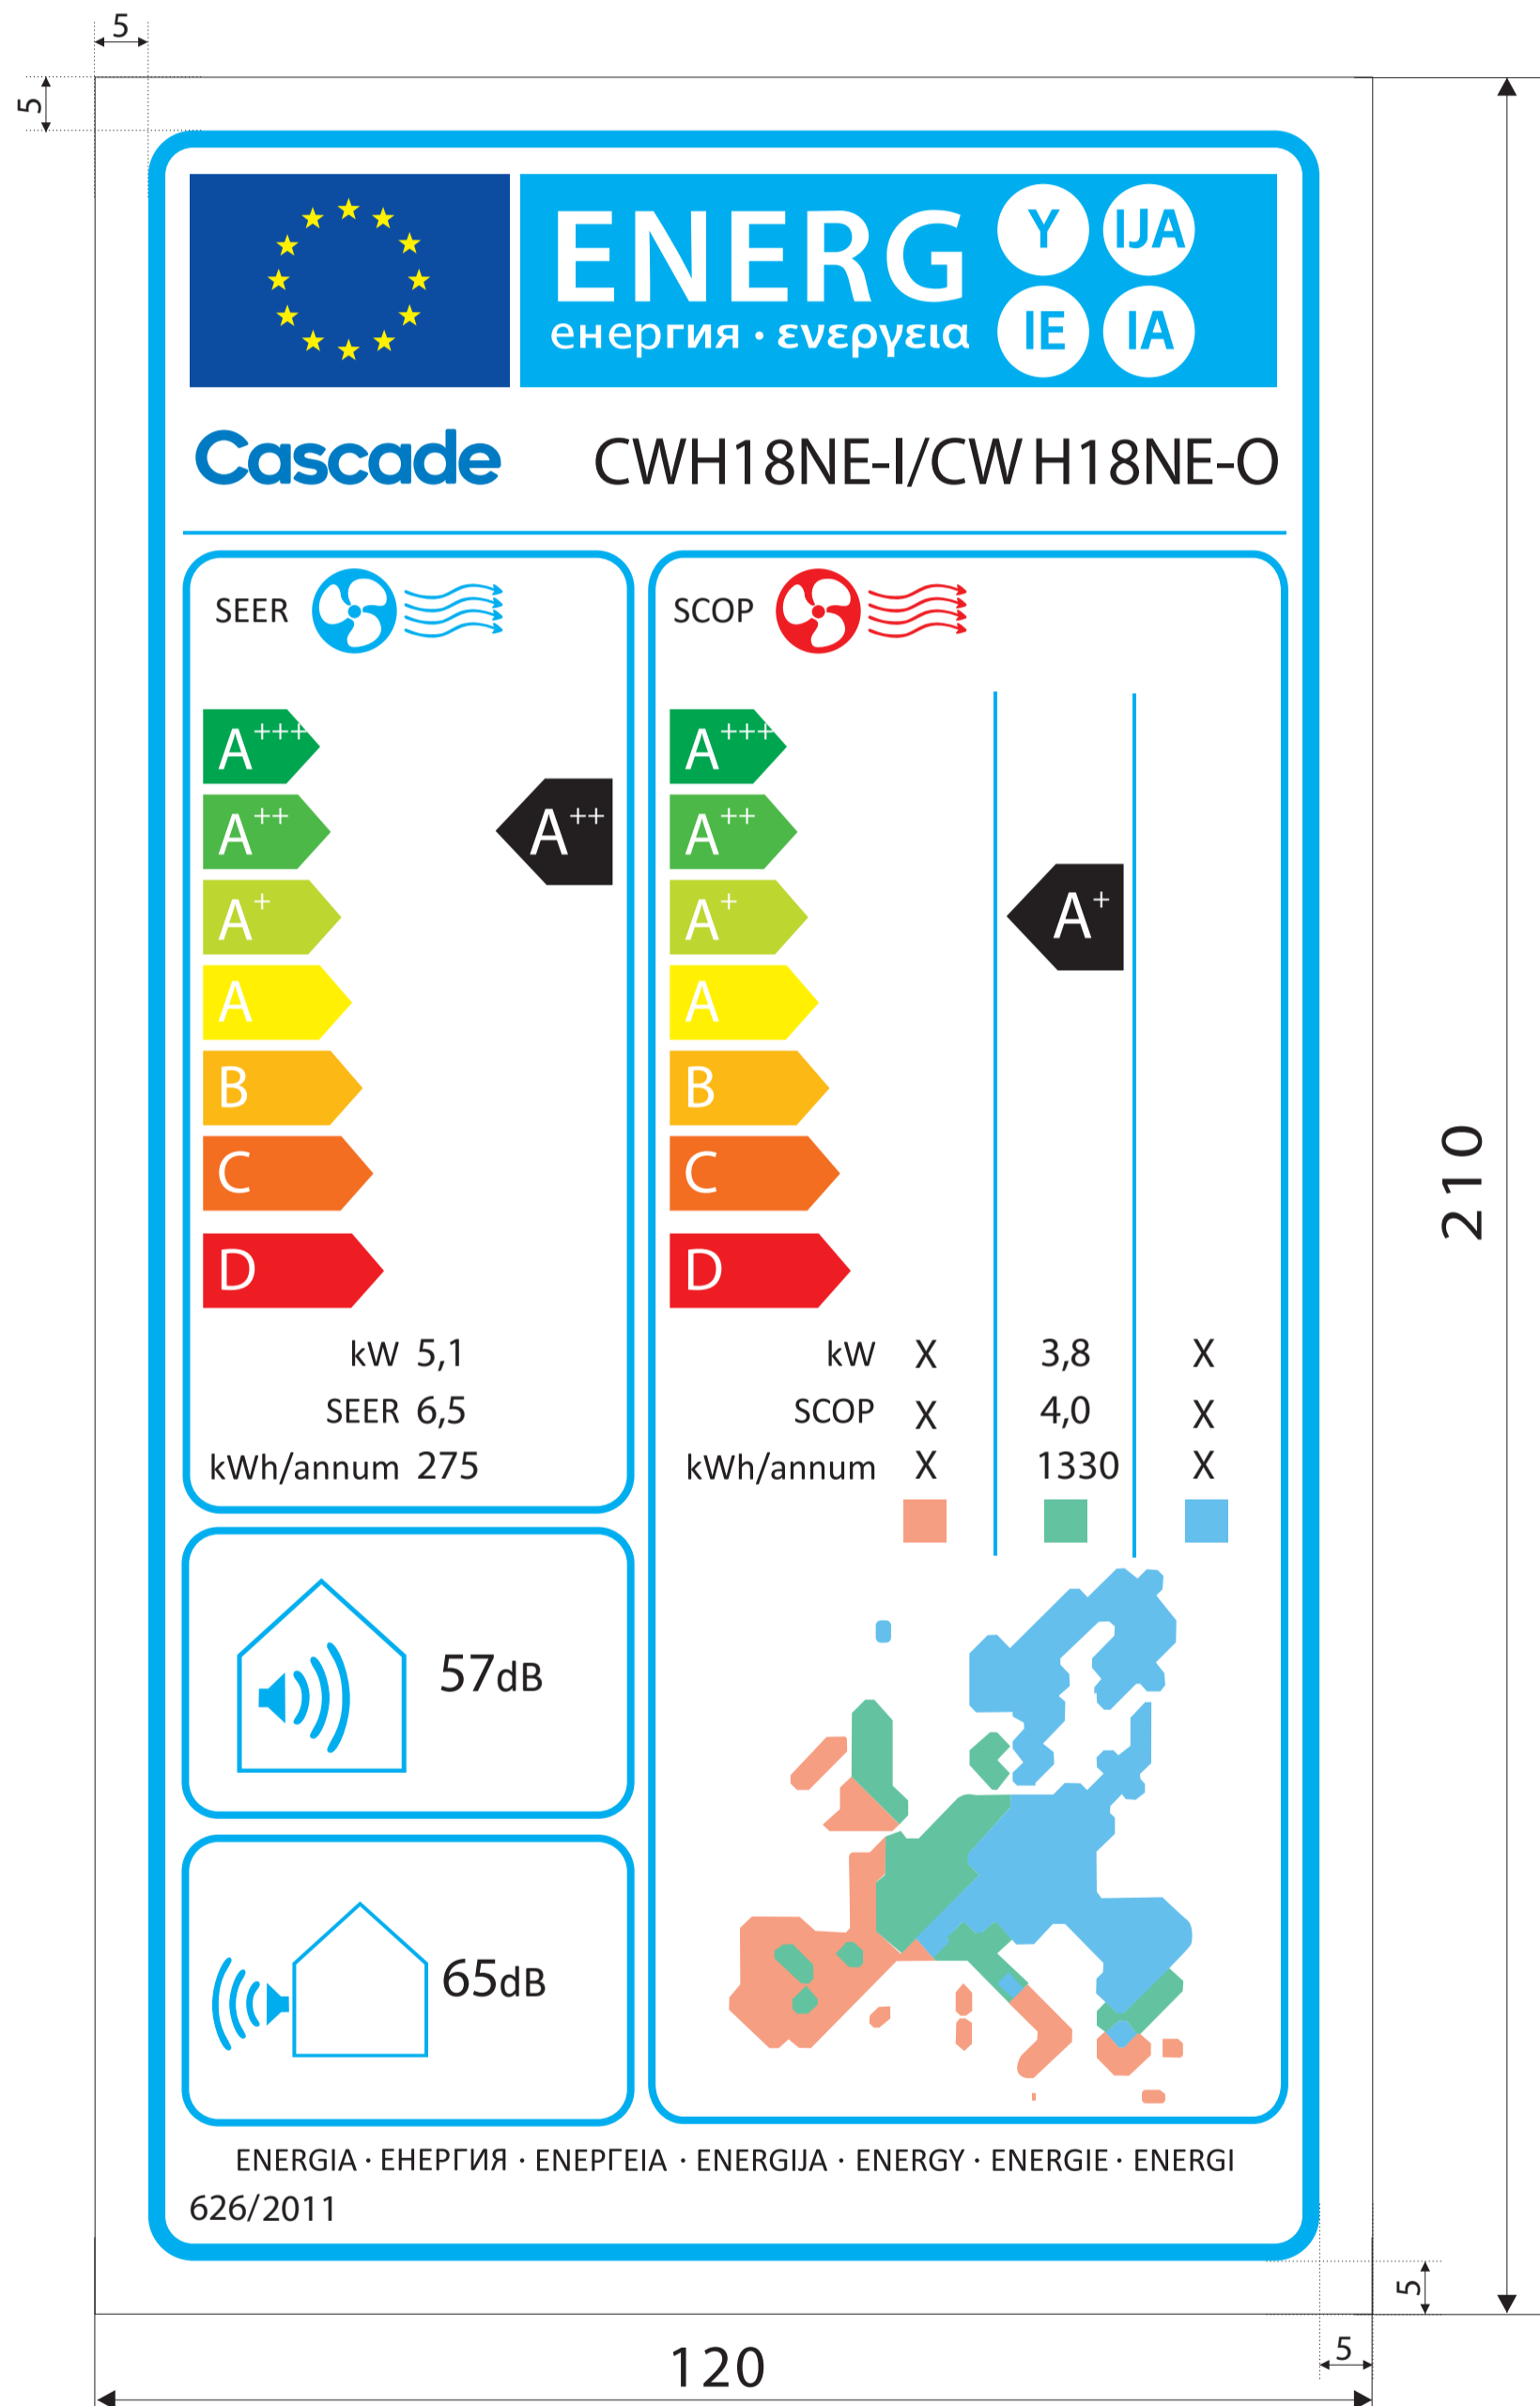 5
5
ENERG
Y IJA
IE IA
енергия · ενεργεια
Cascade
CWH18NE-I/CWH18NE-O
SEER
SCOP
A+++
A++
A+
A
B
C
D
A++
A+++
A++
A+
A
B
C
D
A+
kW 5,1
SEER 6,5
kWh/annum 275
kW X 3,8 X
SCOP X 4,0 X
kWh/annum X 1330 X
57dB
65dB
ENERGIA · ЕНЕРГИЯ · ΕΝΕΡΓΕΙΑ · ENERGIJA · ENERGY · ENERGIE · ENERGI
626/2011
210
5
5
120